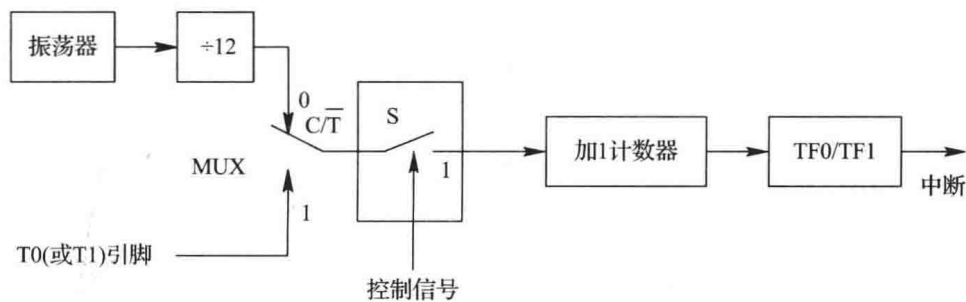 振荡器
÷12
0
C/T̅
S
MUX
1
1
加1计数器
TF0/TF1
中断
T0(或T1)引脚
控制信号